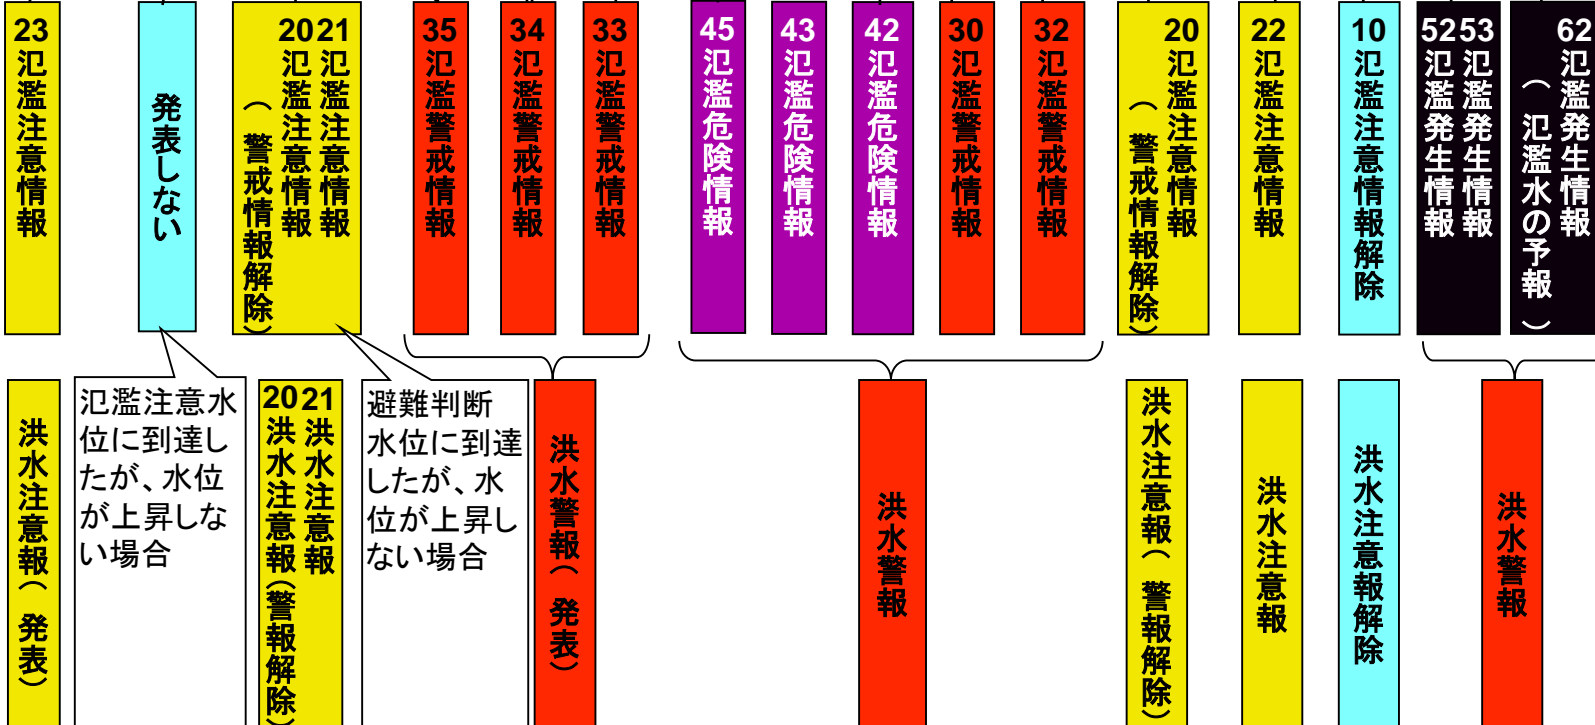 23
氾濫注意情報
発表しない
20
21
氾濫注意情報
氾濫注意情報
(警戒情報解除)
35
氾濫警戒情報
34
氾濫警戒情報
33
氾濫警戒情報
45
氾濫危険情報
43
氾濫危険情報
42
氾濫危険情報
30
氾濫警戒情報
32
氾濫警戒情報
20
氾濫注意情報
(警戒情報解除)
22
氾濫注意情報
10
氾濫注意情報解除
52
氾濫発生情報
53
氾濫発生情報
62
氾濫発生情報
(氾濫水の予報)
洪水注意報(発表)
氾濫注意水
位に到達し
たが、水位
が上昇しな
い場合
20
21
洪水注意報
洪水注意報(警報解除)
避難判断
水位に到達
したが、水
位が上昇し
ない場合
洪水警報(発表)
洪水警報
洪水注意報(警報解除)
洪水注意報
洪水注意報解除
洪水警報